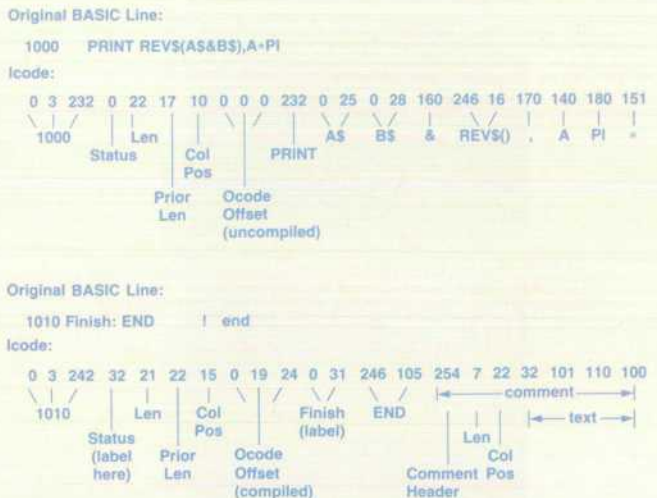 Original BASIC Line:
1000 PRINT REV$(A$&B$),A*PI
Icode:
0 3 232 0 22 17 10 0 0 0 232 0 25 0 28 160 246 16 170 140 180 151
1000 A$ B$ & REV$() , A PI *
Status Len Col Pos PRINT
Prior Len
Ocode Offset (uncompiled)
Original BASIC Line:
1010 Finish: END ! end
Icode:
0 3 242 32 21 22 15 0 19 24 0 31 246 105 254 7 22 32 101 110 100
comment
1010 Len Col Pos Finish (label) END text
Status (label here)
Prior Len
Ocode Offset (compiled)
Len
Col Pos
Comment Header